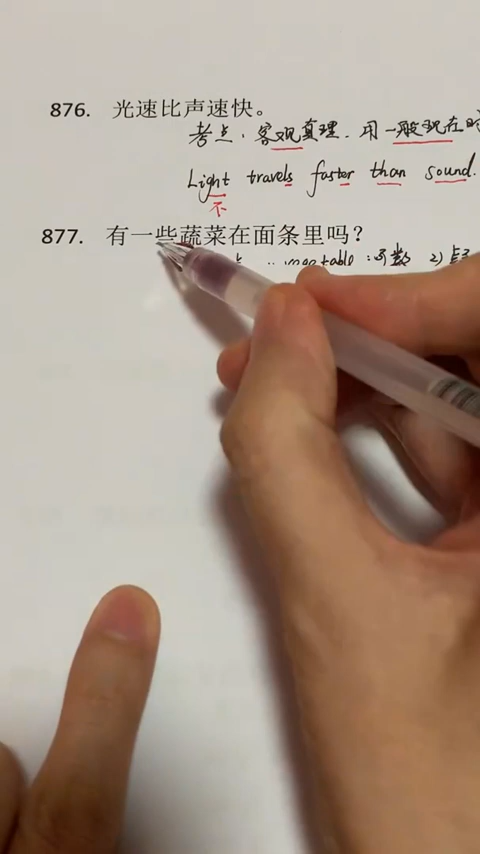 876. 光速比声速快。
考点：客观真理．用一般现在时
Light travels faster than sound.
不
877. 有一些蔬菜在面条里吗？
vegetable :可数 2)